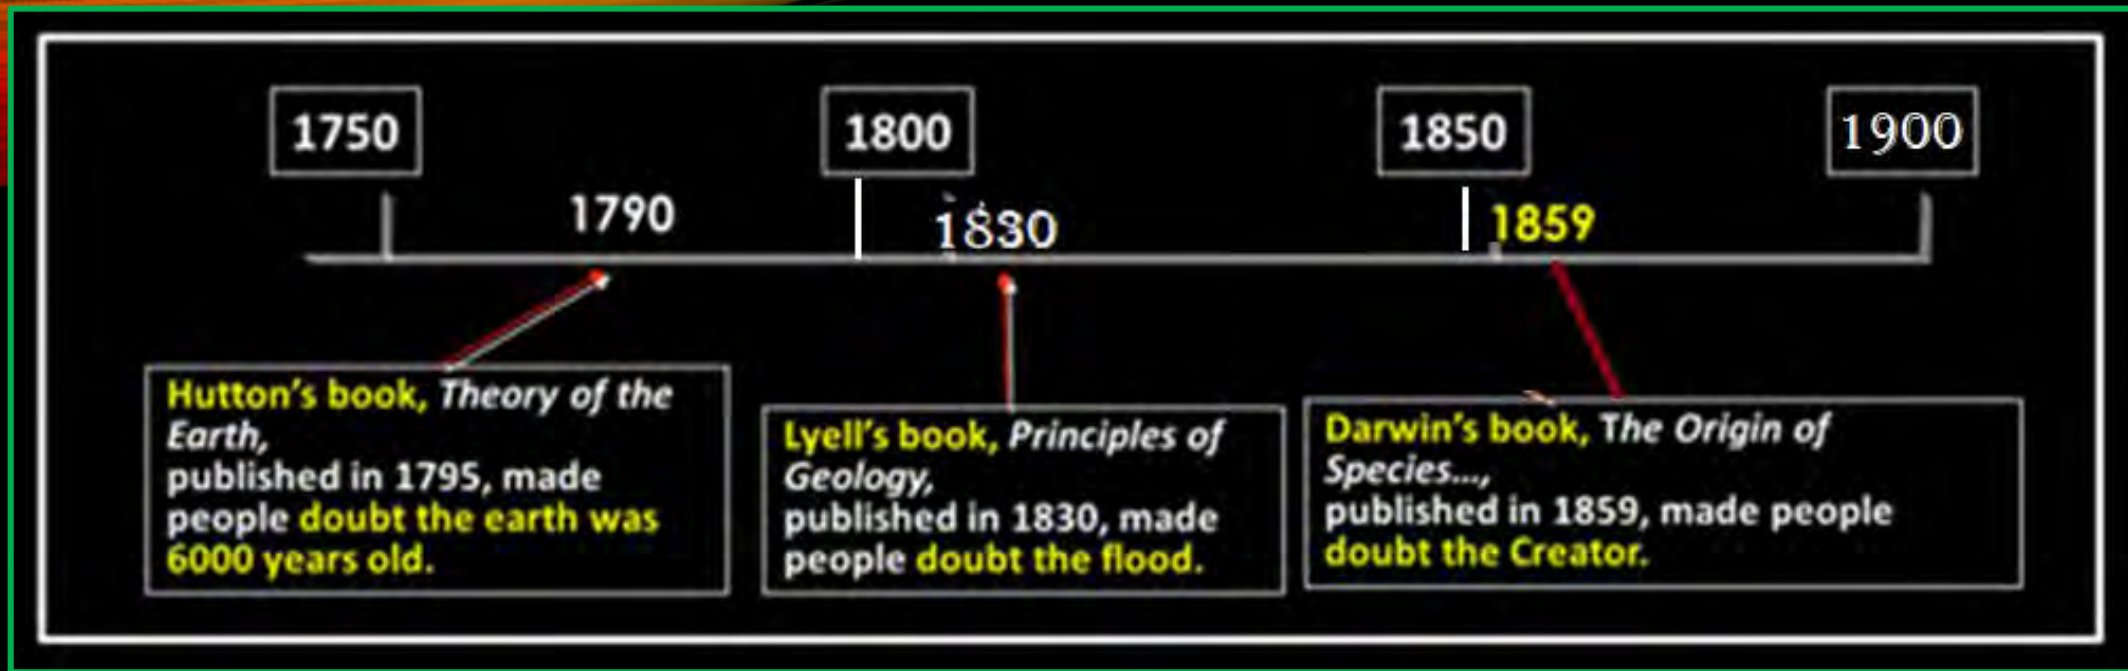 1750
1800
1850
1900
1790
1830
1859
Hutton's book, Theory of the
Earth,
published in 1795, made
people doubt the earth was
6000 years old.
Lyell's book, Principles of
Geology,
published in 1830, made
people doubt the flood.
Darwin's book, The Origin of
Species...,
published in 1859, made people
doubt the Creator.